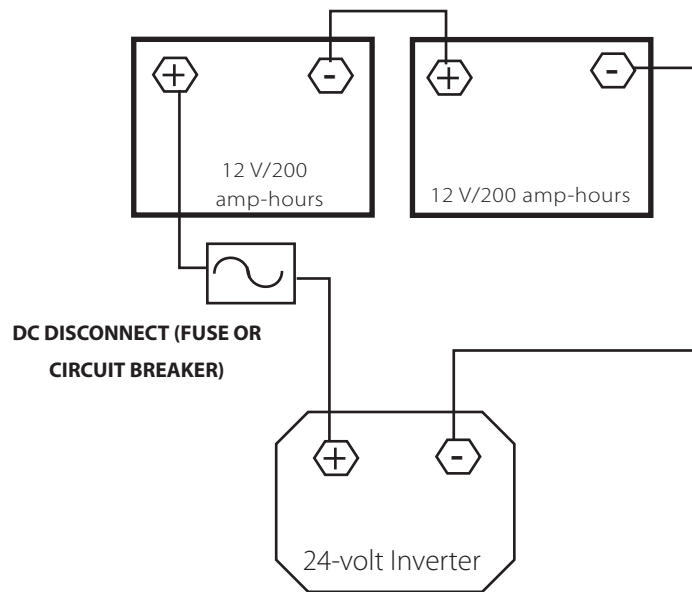 +
-
+
-
12 V/200
amp-hours
12 V/200 amp-hours
DC DISCONNECT (FUSE OR
CIRCUIT BREAKER)
+
-
24-volt Inverter